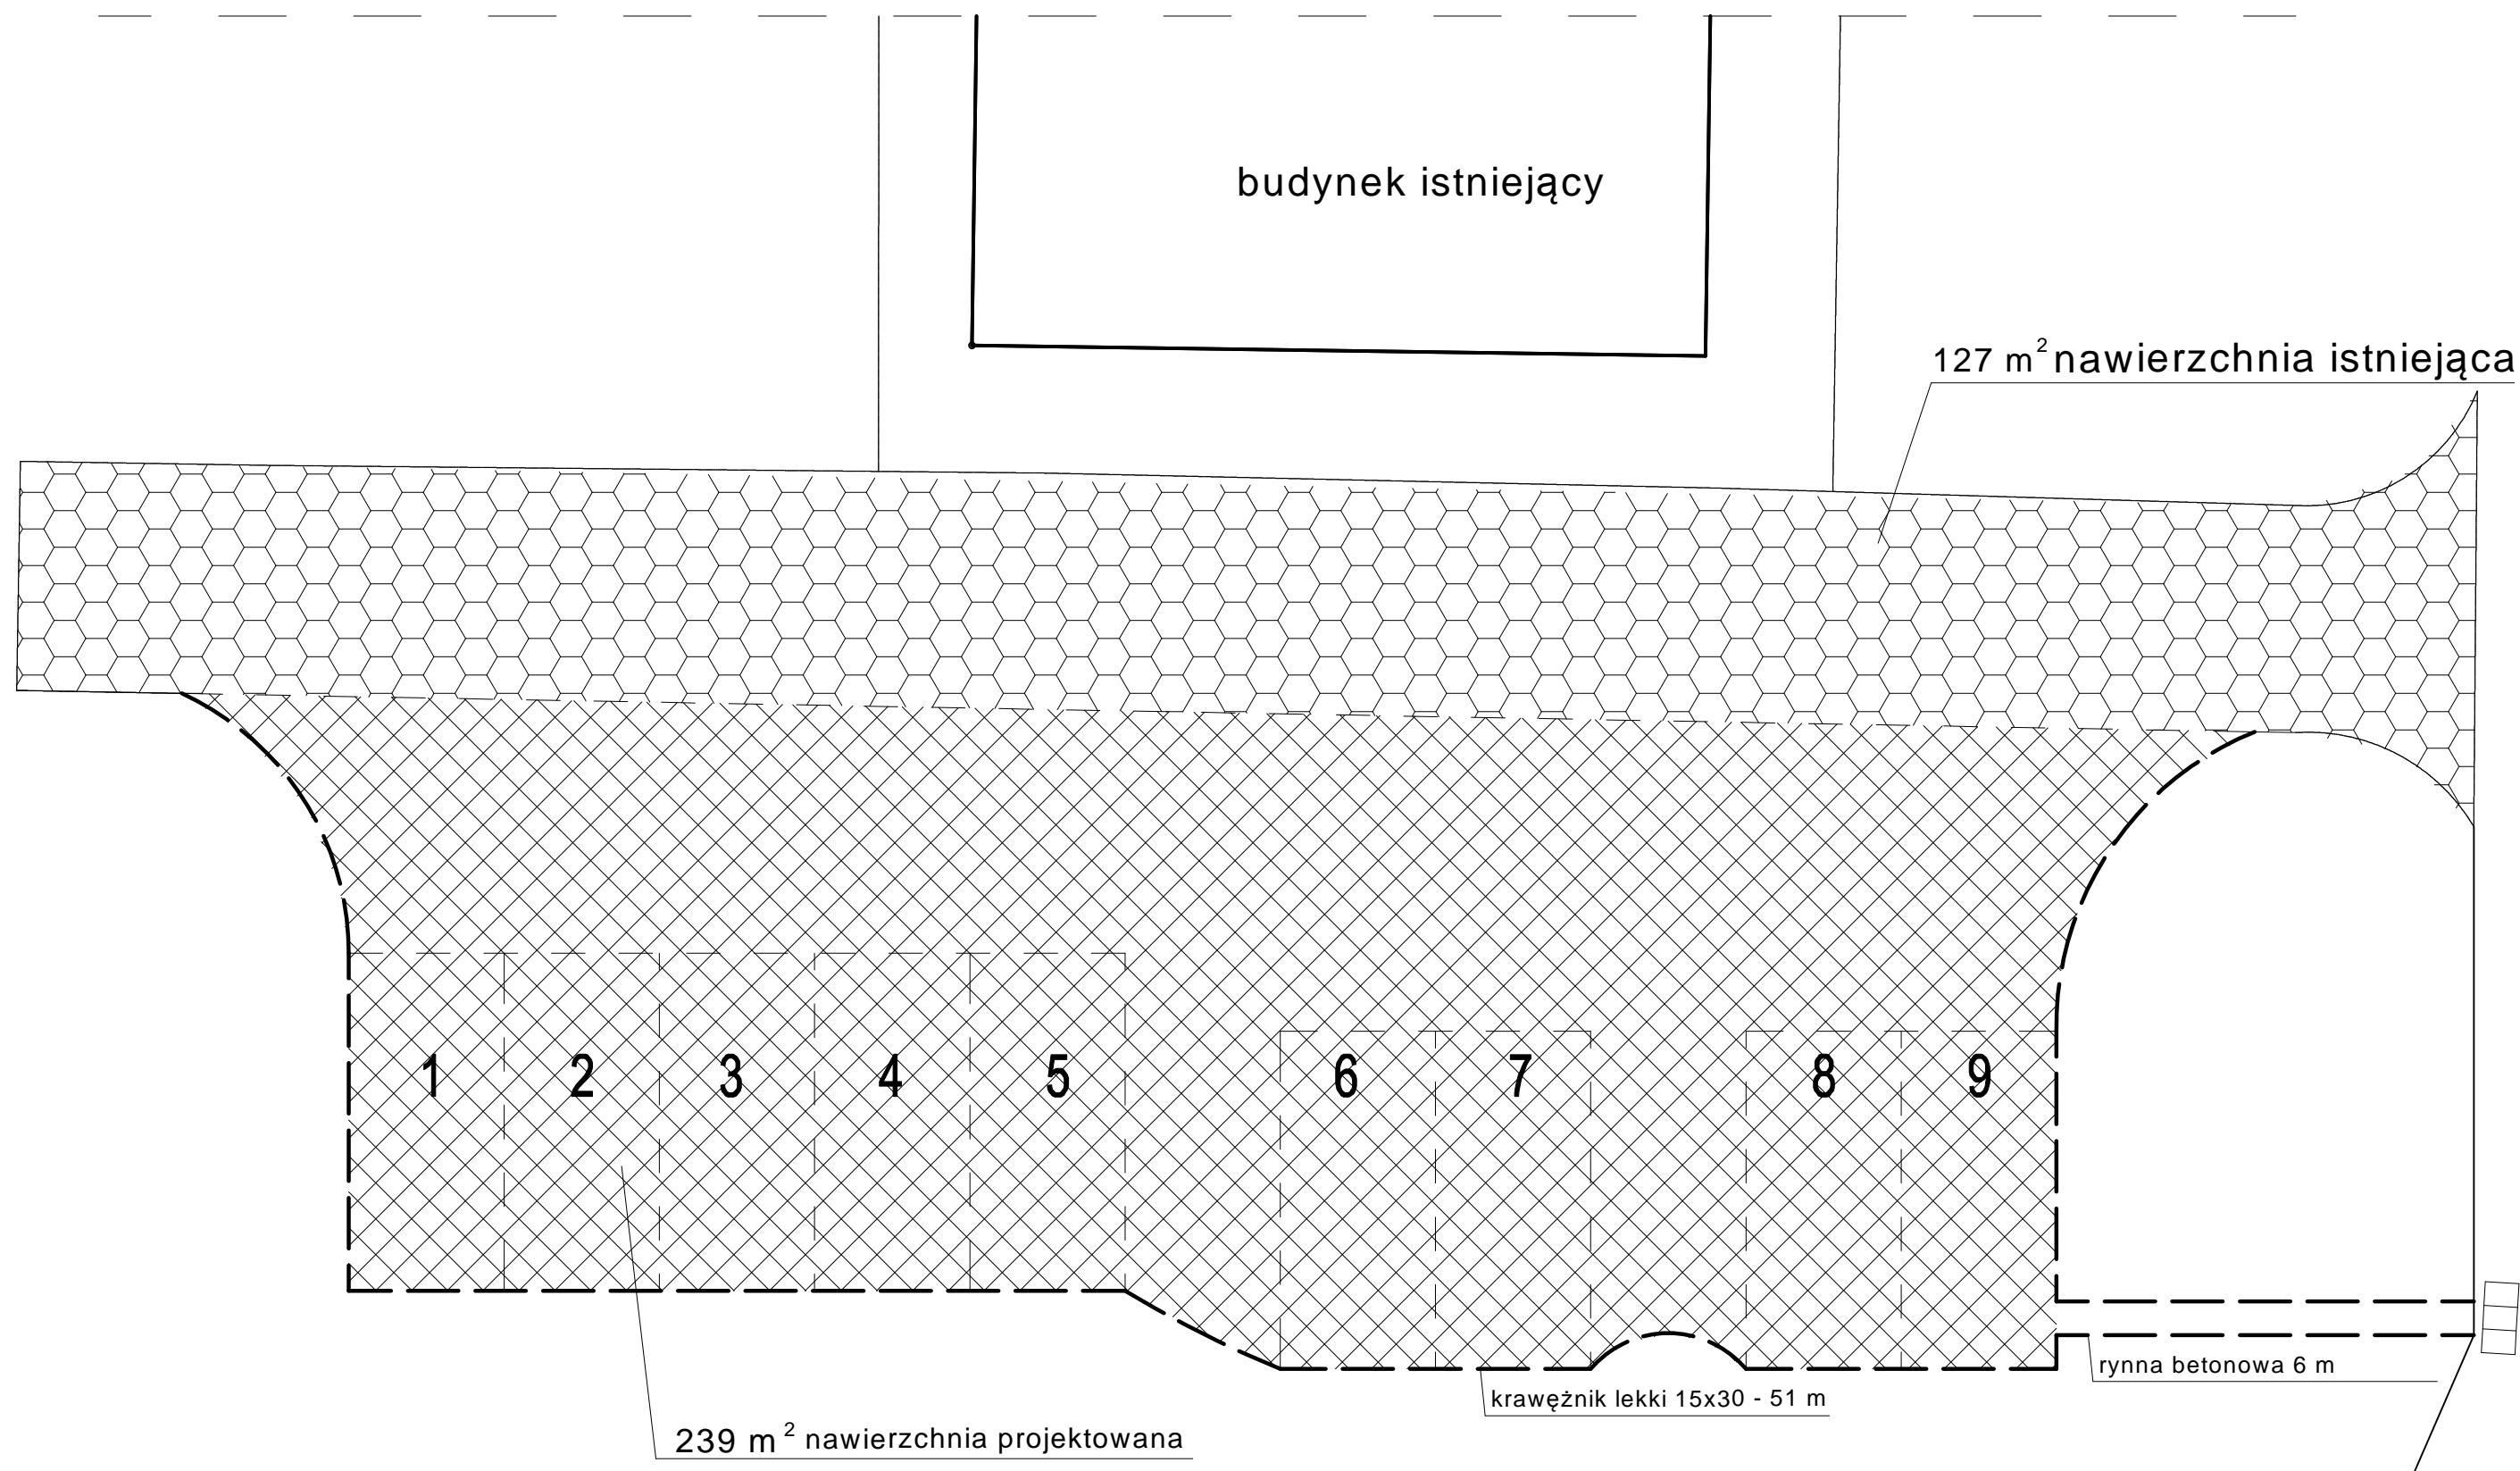 budynek istniejący
127 m² nawierzchnia istniejąca
1 2 3 4 5 6 7 8 9
rynna betonowa 6 m
krawężnik lekki 15x30 - 51 m
239 m² nawierzchnia projektowana